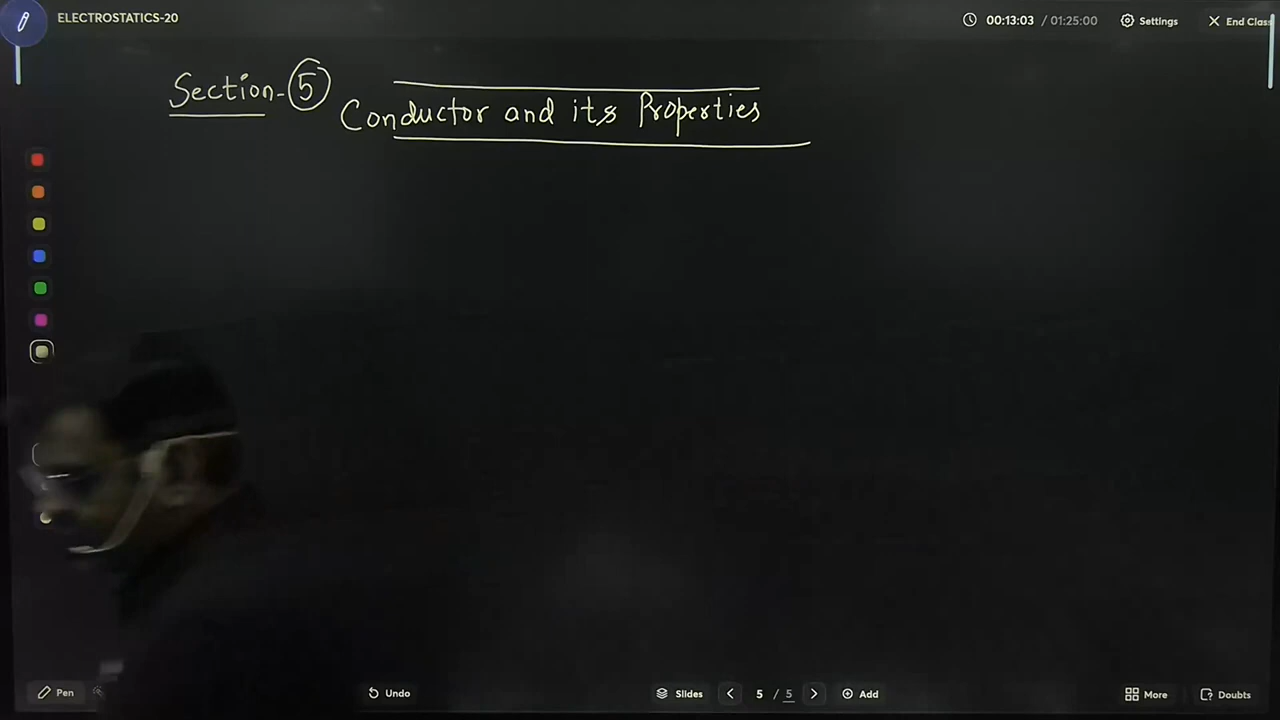 ELECTROSTATICS-20
00:13:03 / 01:25:00
Settings
End Class
Section-5
Conductor and its Properties
Pen
Undo
Slides
5 / 5
Add
More
Doubts